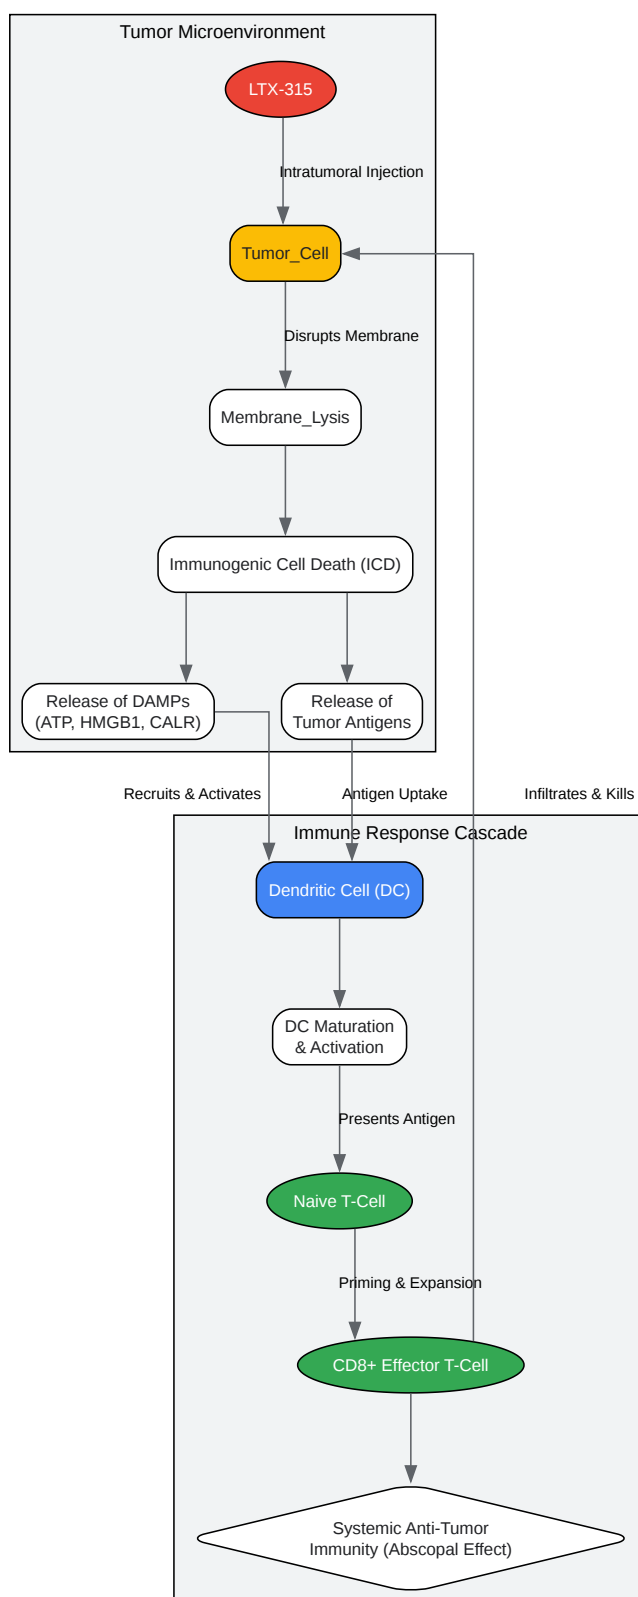 Tumor Microenvironment
LTX-315
Intratumoral Injection
Tumor_Cell
Disrupts Membrane
Membrane_Lysis
Immunogenic Cell Death (ICD)
Release of DAMPs
(ATP, HMGB1, CALR)
Release of
Tumor Antigens
Recruits & Activates
Antigen Uptake
Infiltrates & Kills
Immune Response Cascade
Dendritic Cell (DC)
DC Maturation
& Activation
Presents Antigen
Naive T-Cell
Priming & Expansion
CD8+ Effector T-Cell
Systemic Anti-Tumor
Immunity (Abscopal Effect)